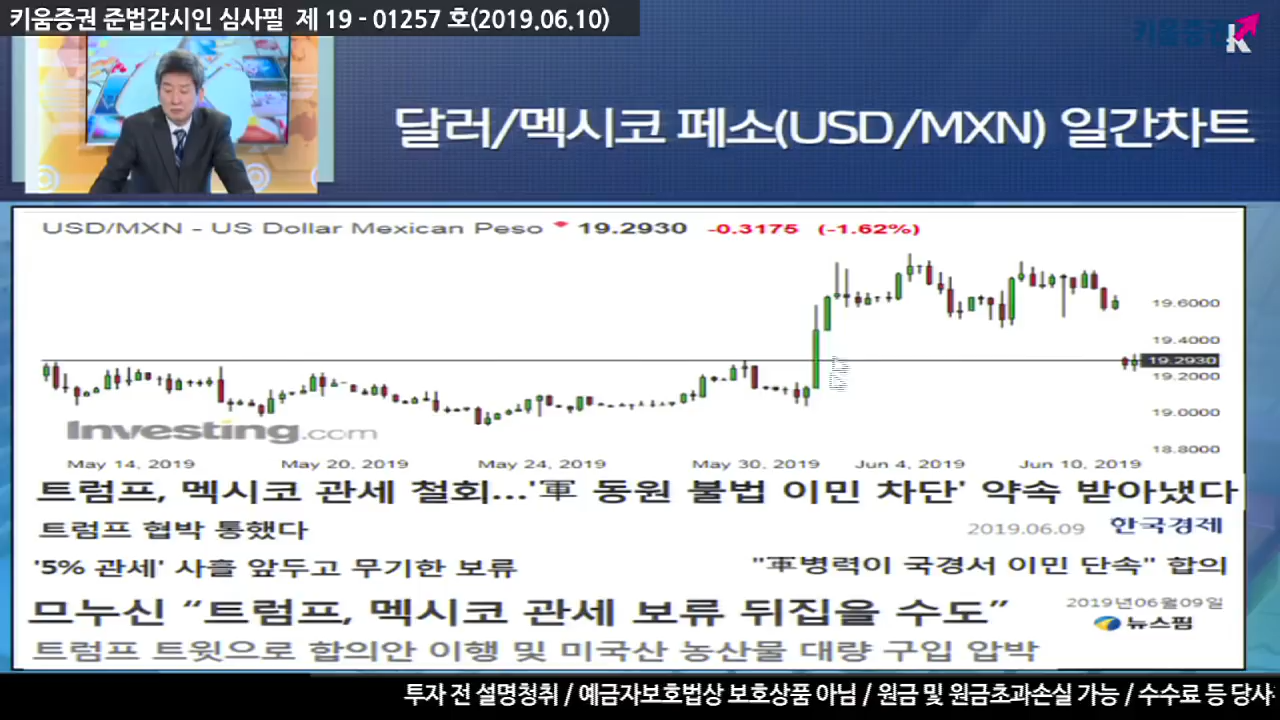 키움증권 준법감시인 심사필 제 19 - 01257 호(2019.06.10)
키움증권
달러/멕시코 페소(USD/MXN) 일간차트
USD/MXN - US Dollar Mexican Peso 19.2930 -0.3175 (-1.62%)
19.6000
19.4000
19.2930
19.2000
19.0000
18.8000
Investing.com
May 14, 2019 May 20, 2019 May 24, 2019 May 30, 2019 Jun 4, 2019 Jun 10, 2019
트럼프, 멕시코 관세 철회...'軍 동원 불법 이민 차단' 약속 받아냈다
트럼프 협박 통했다 2019.06.09 한국경제
'5% 관세' 사흘 앞두고 무기한 보류 "軍병력이 국경서 이민 단속" 합의
므누신 “트럼프, 멕시코 관세 보류 뒤집을 수도” 2019년06월09일
뉴스핌
트럼프 트윗으로 합의안 이행 및 미국산 농산물 대량 구입 압박
투자 전 설명청취 / 예금자보호법상 보호상품 아님 / 원금 및 원금초과손실 가능 / 수수료 등 당사